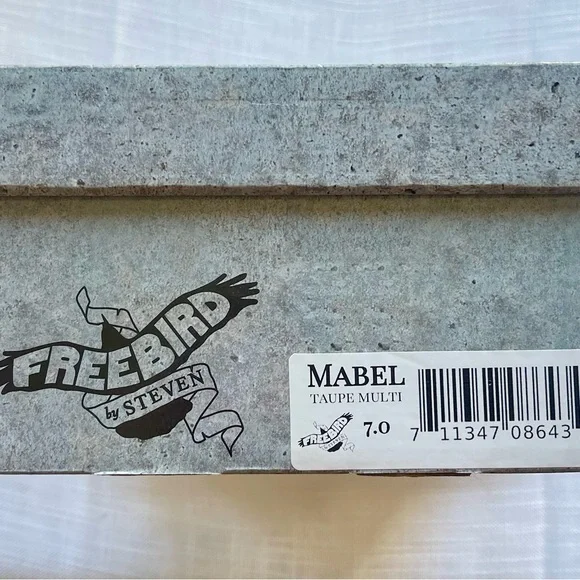 FREEBIRD
by STEVEN
MABEL
TAUPE MULTI
FREEBIRD
7.0
7 11347 08643